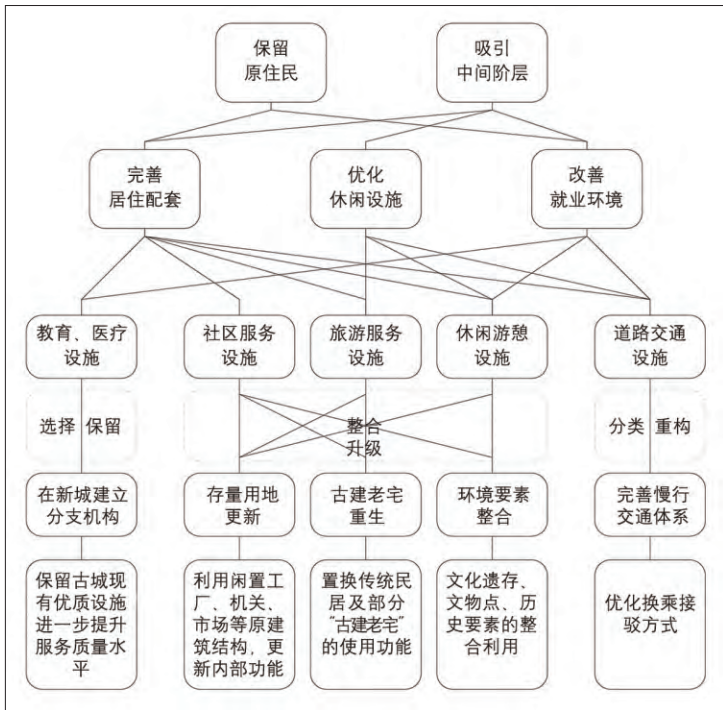 保留
原住民
吸引
中间阶层
完善
居住配套
优化
休闲设施
改善
就业环境
教育、医疗
设施
社区服务
设施
旅游服务
设施
休闲游憩
设施
道路交通
设施
选择 保留
整合
升级
分类 重构
在新城建立
分支机构
存量用地
更新
古建老宅
重生
环境要素
整合
完善慢行
交通体系
保留古城现
有优质设施
进一步提升
服务质量水
平
利用闲置工
厂、机关、
市场等原建
筑结构，更
新内部功能
置换传统民
居及部分
“古建老宅”
的使用功能
文化遗存、
文物点、历
史要素的整
合利用
优化换乘接
驳方式